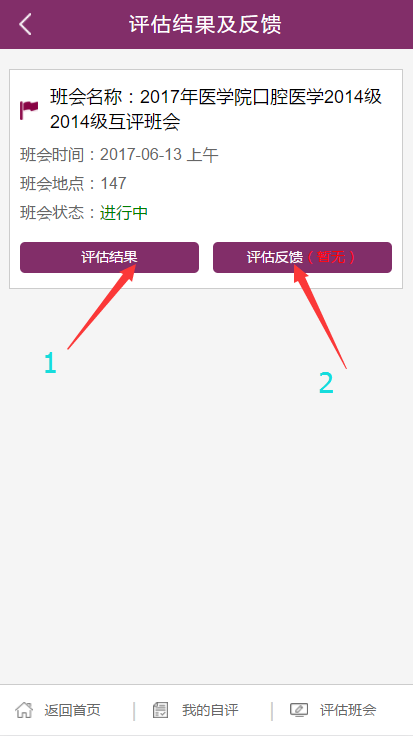 评估结果及反馈
班会名称：2017年医学院口腔医学2014级
2014级互评班会
班会时间：2017-06-13 上午
班会地点：147
班会状态：进行中
评估结果 评估反馈（暂无）
1
2
返回首页 我的自评 评估班会